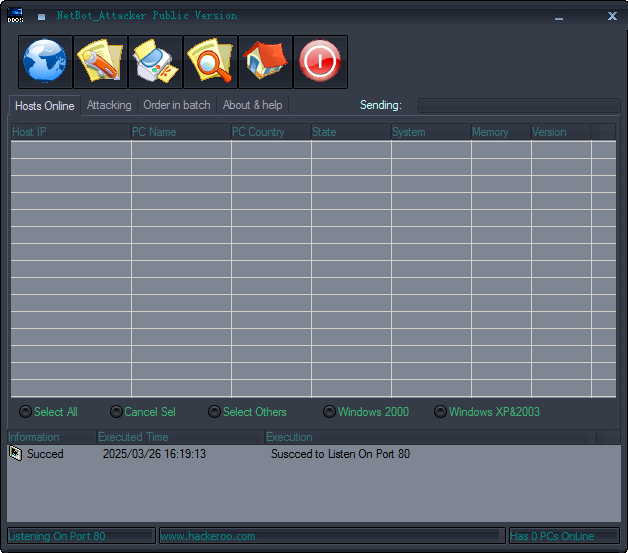 DDOS NetBot_Attacker Public Version
Hosts Online Attacking Order in batch About & help Sending:
Host IP PC Name PC Country State System Memory Version
Select All Cancel Sel Select Others Windows 2000 Windows XP&2003
Information Executed Time Execution
Succed 2025/03/26 16:19:13 Suscced to Listen On Port 80
Listening On Port 80 www.hackeroo.com Has 0 PCs OnLine